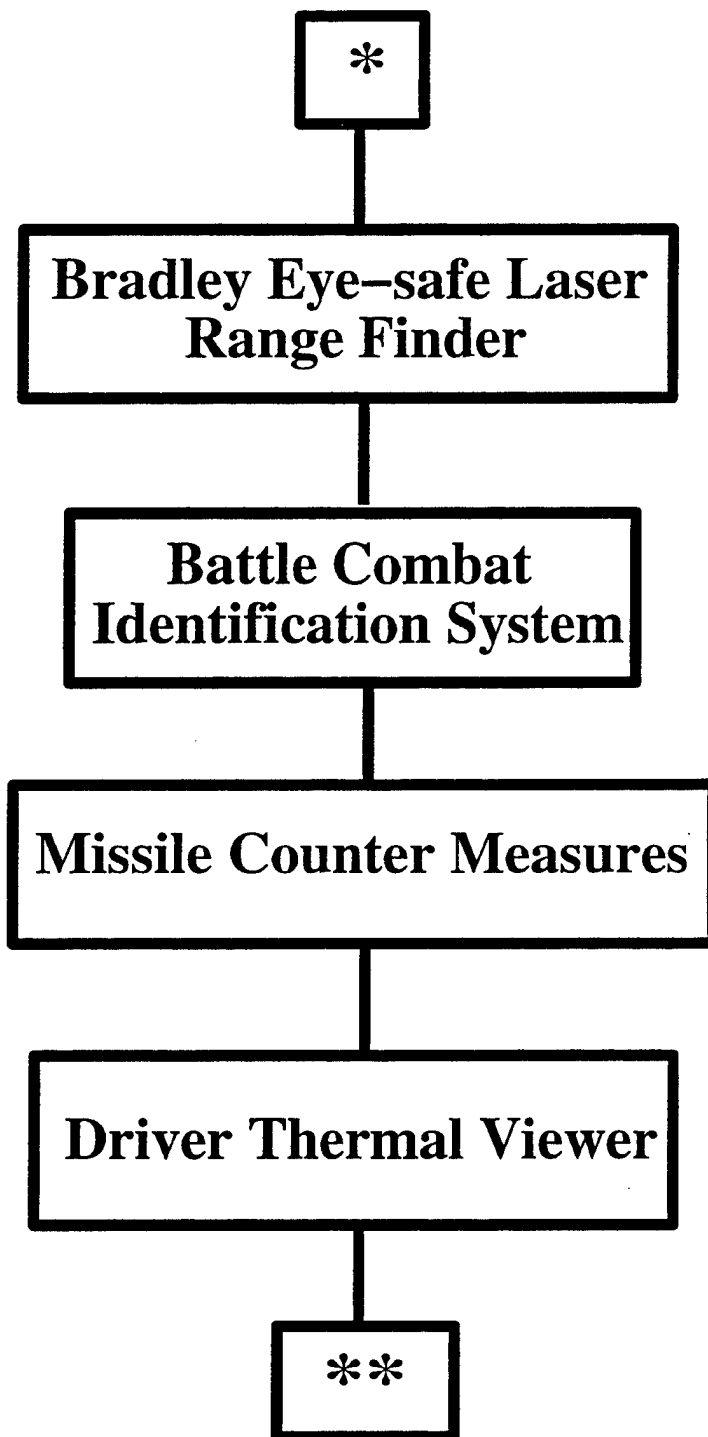 *
Bradley Eye–safe Laser
Range Finder
Battle Combat
Identification System
Missile Counter Measures
Driver Thermal Viewer
**